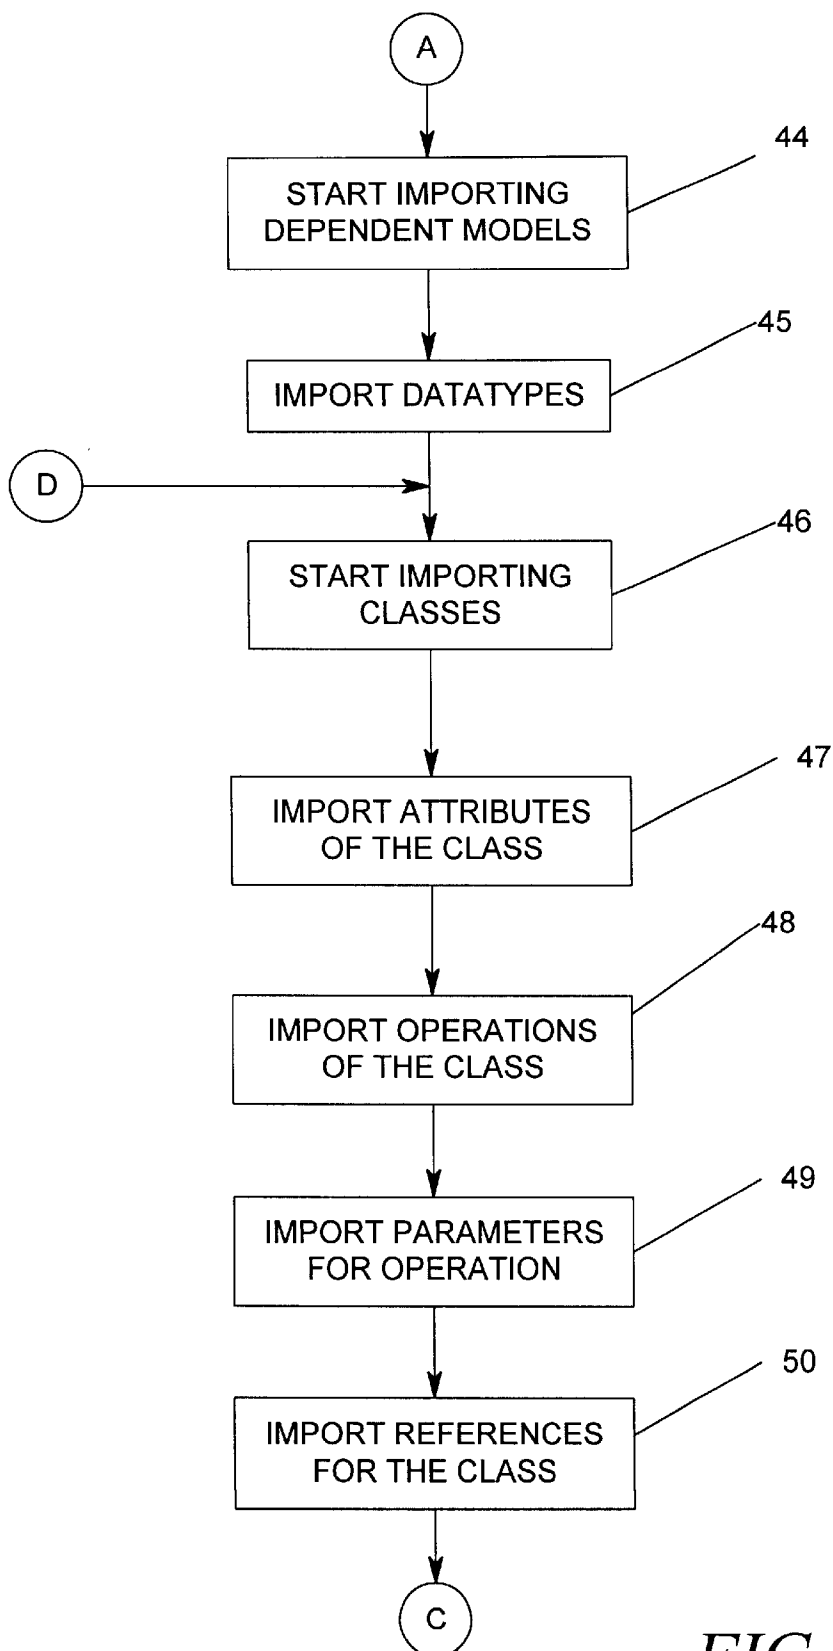 A
44
START IMPORTING
DEPENDENT MODELS
45
IMPORT DATATYPES
D
46
START IMPORTING
CLASSES
47
IMPORT ATTRIBUTES
OF THE CLASS
48
IMPORT OPERATIONS
OF THE CLASS
49
IMPORT PARAMETERS
FOR OPERATION
50
IMPORT REFERENCES
FOR THE CLASS
C
FIG